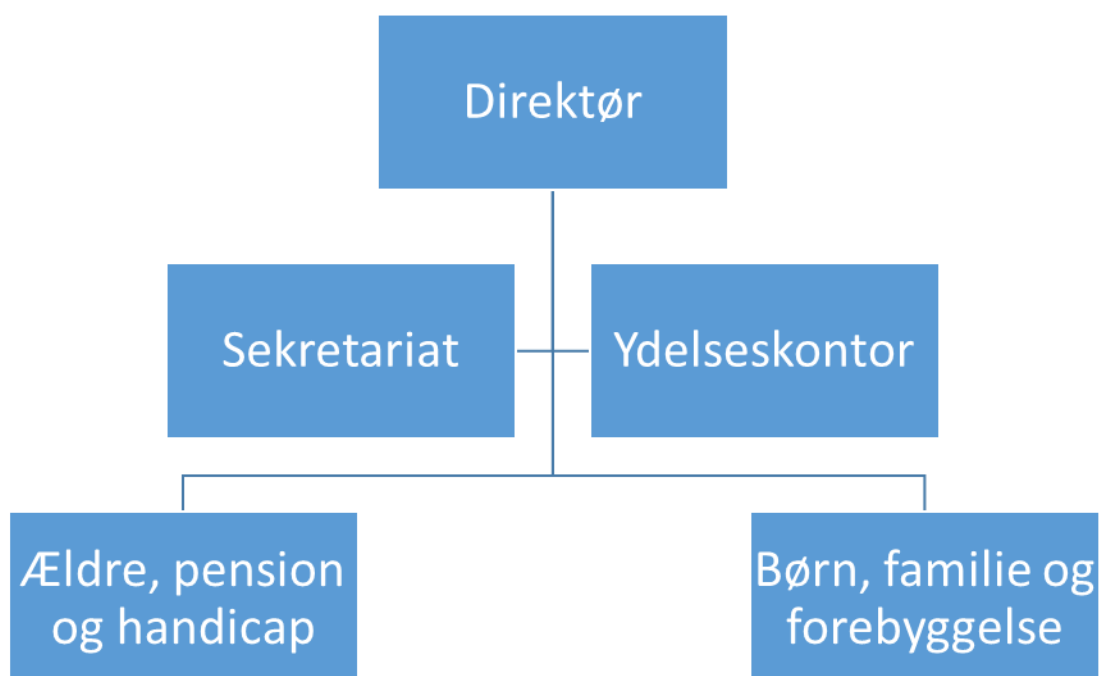 Direktør
Sekretariat
Ydelseskontor
Ældre, pension
og handicap
Børn, familie og
forebyggelse